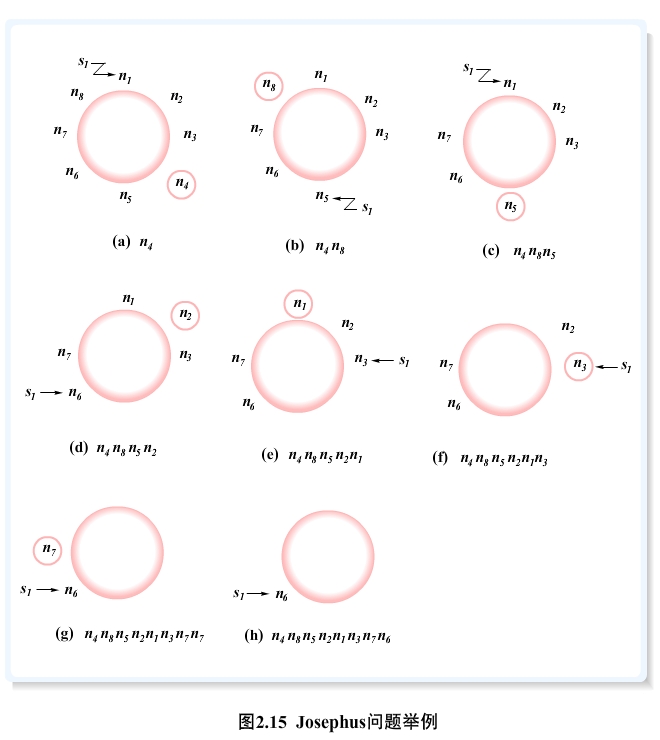 s1 n1 n2 n3 n4 n5 n6 n7 n8
(a) n4
n1 n2 n3 n5 s1 n6 n7 n8
(b) n4 n8
s1 n1 n2 n3 n5 n6 n7
(c) n4 n8 n5
n1 n2 n3 n7 s1 n6
(d) n4 n8 n5 n2
n1 n2 n3 s1 n7 n6
(e) n4 n8 n5 n2 n1
n2 n3 s1 n7 n6
(f) n4 n8 n5 n2 n1 n3
n7
s1 n6
(g) n4 n8 n5 n2 n1 n3 n7 n7
s1 n6
(h) n4 n8 n5 n2 n1 n3 n7 n6
图2.15 Josephus问题举例